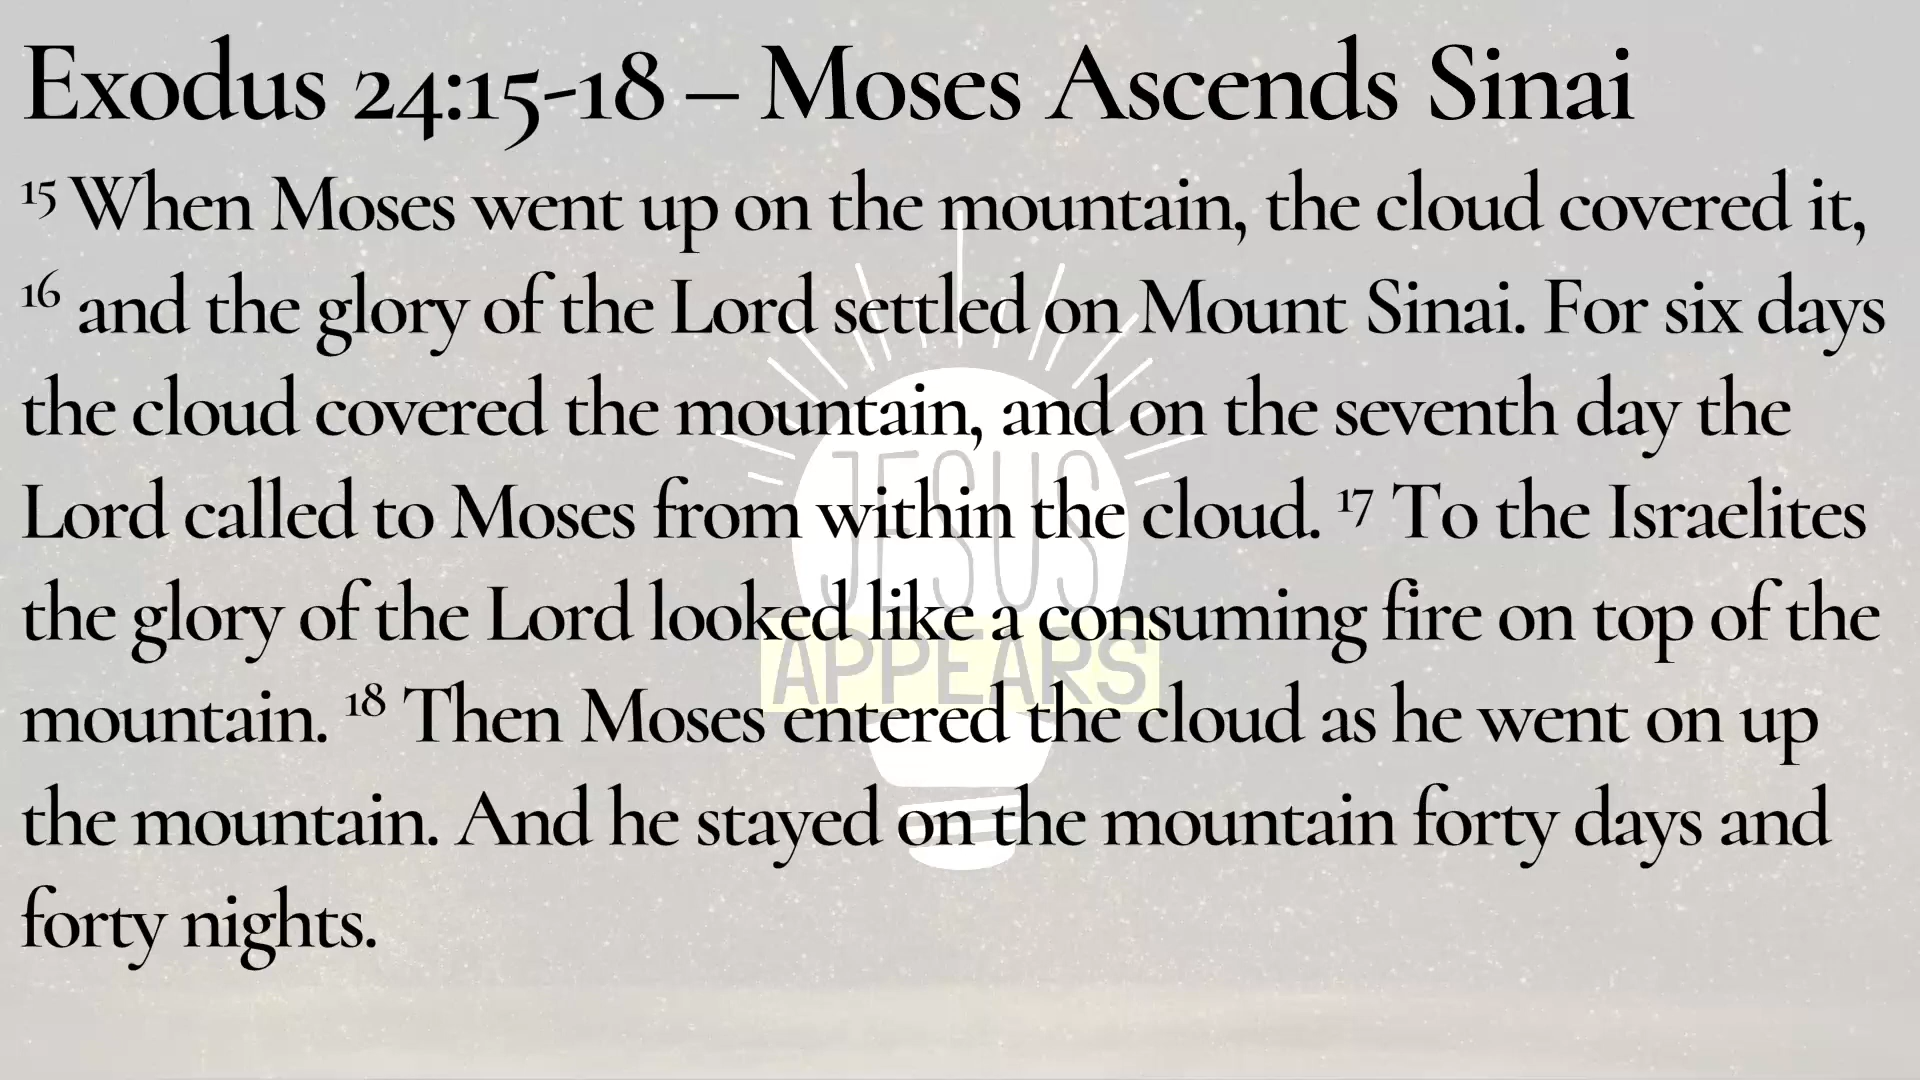 Exodus 24:15-18 – Moses Ascends Sinai
15 When Moses went up on the mountain, the cloud covered it,
16 and the glory of the Lord settled on Mount Sinai. For six days
the cloud covered the mountain, and on the seventh day the
Lord called to Moses from within the cloud. 17 To the Israelites
the glory of the Lord looked like a consuming fire on top of the
mountain. 18 Then Moses entered the cloud as he went on up
the mountain. And he stayed on the mountain forty days and
forty nights.
JESUS
APPEARS